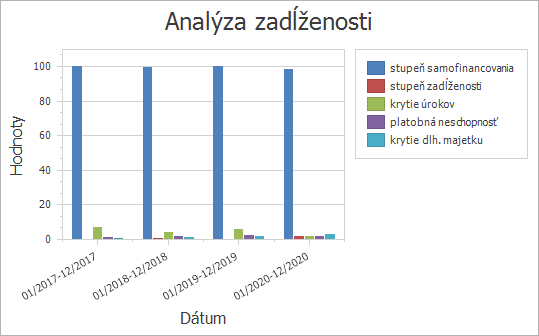 Analýza zadĺženosti
Hodnoty
100
80
60
40
20
0
01/2017-12/2017
01/2018-12/2018
01/2019-12/2019
01/2020-12/2020
Dátum
stupeň samofinancovania
stupeň zadĺženosti
krytie úrokov
platobná neschopnosť
krytie dlh. majetku